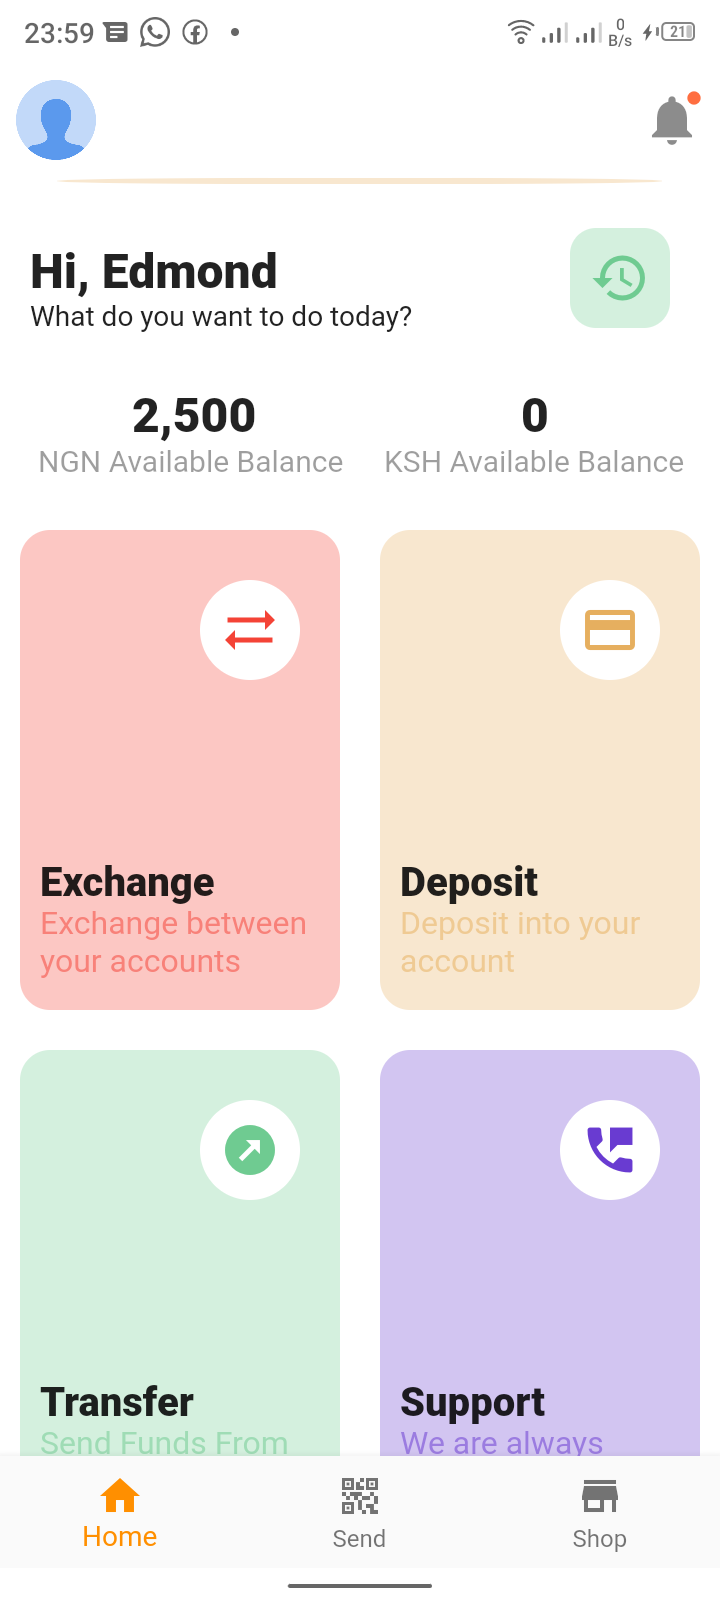 23:59
0
B/s
21
Hi, Edmond
What do you want to do today?
2,500
NGN Available Balance
0
KSH Available Balance
Exchange
Exchange between
your accounts
Deposit
Deposit into your
account
Transfer
Send Funds From
Support
We are always
Home
Send
Shop